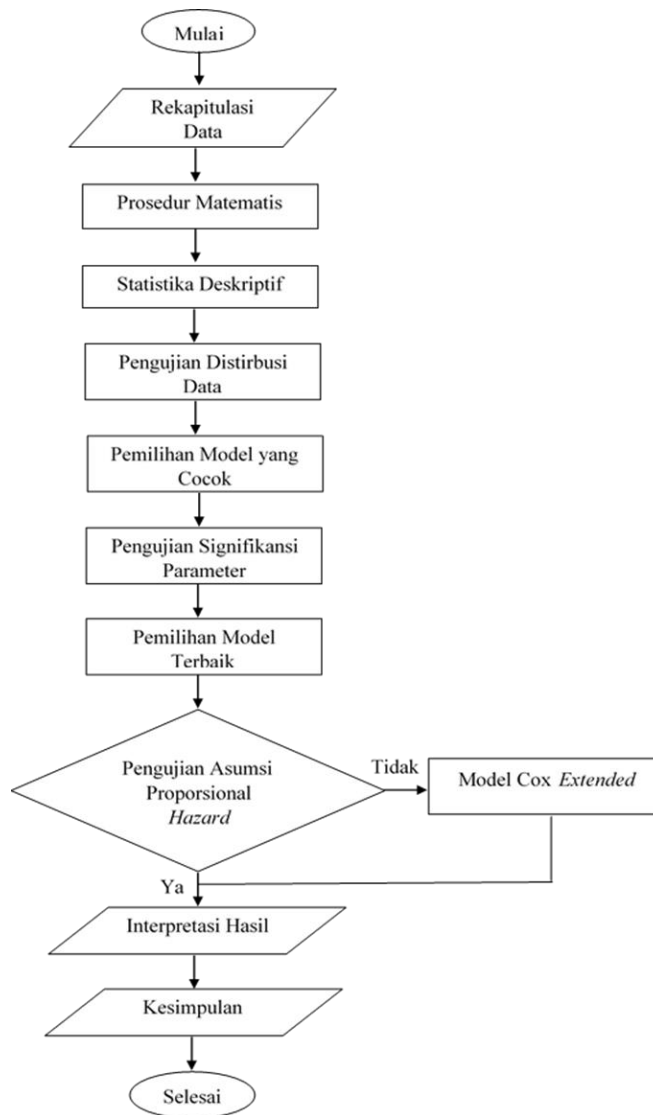 Mulai
Rekapitulasi
Data
Prosedur Matematis
Statistika Deskriptif
Pengujian Distirbusi
Data
Pemilihan Model yang
Cocok
Pengujian Signifikansi
Parameter
Pemilihan Model
Terbaik
Pengujian Asumsi
Proporsional
Hazard
Tidak
Model Cox Extended
Ya
Interpretasi Hasil
Kesimpulan
Selesai